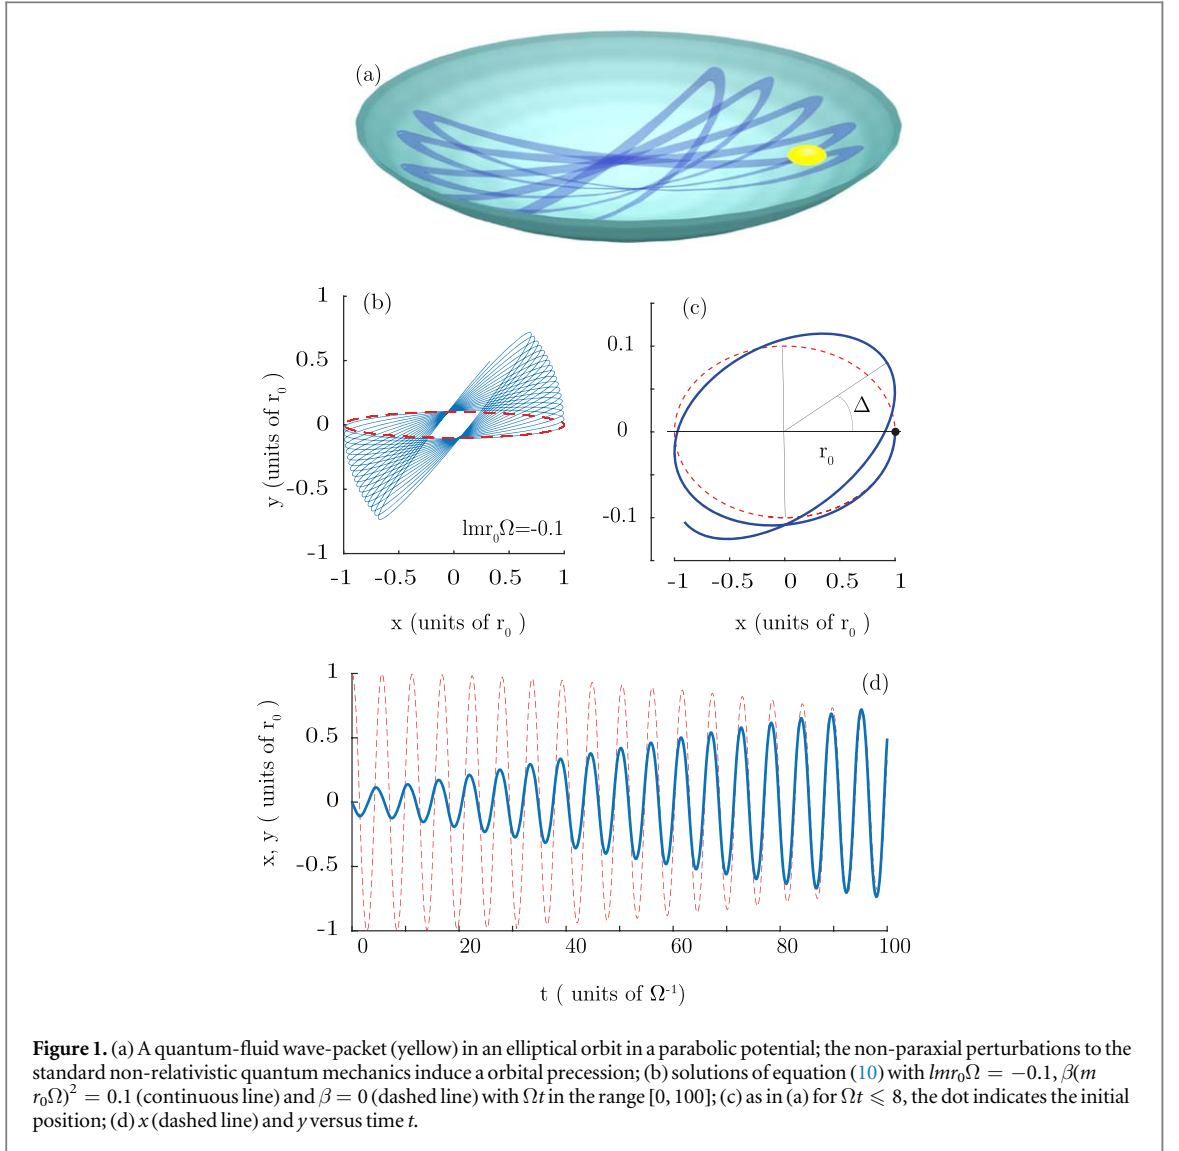 (a)
(b)
1
0.5
0
-0.5
-1
y (units of r0 )
lmr0Ω=-0.1
-1 -0.5 0 0.5 1
x (units of r0 )
(c)
0.1
0
-0.1
Δ
r0
-1 -0.5 0 0.5 1
x (units of r0 )
(d)
1
0.5
0
-0.5
-1
x, y ( units of r0 )
0 20 40 60 80 100
t ( units of Ω-1)
Figure 1. (a) A quantum-fluid wave-packet (yellow) in an elliptical orbit in a parabolic potential; the non-paraxial perturbations to the
standard non-relativistic quantum mechanics induce a orbital precession; (b) solutions of equation (10) with lmr0Ω = −0.1, β(m
r0Ω)2 = 0.1 (continuous line) and β = 0 (dashed line) with Ωt in the range [0, 100]; (c) as in (a) for Ωt ⩽ 8, the dot indicates the initial
position; (d) x (dashed line) and y versus time t.